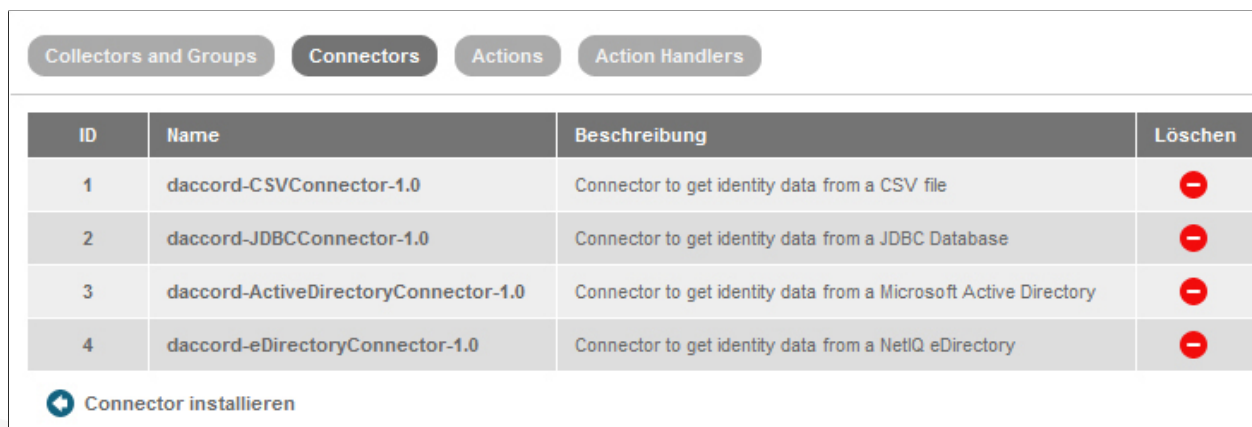 Collectors and Groups Connectors Actions Action Handlers
ID Name Beschreibung Löschen
1 daccord-CSVConnector-1.0 Connector to get identity data from a CSV file
2 daccord-JDBCConnector-1.0 Connector to get identity data from a JDBC Database
3 daccord-ActiveDirectoryConnector-1.0 Connector to get identity data from a Microsoft Active Directory
4 daccord-eDirectoryConnector-1.0 Connector to get identity data from a NetIQ eDirectory
Connector installieren